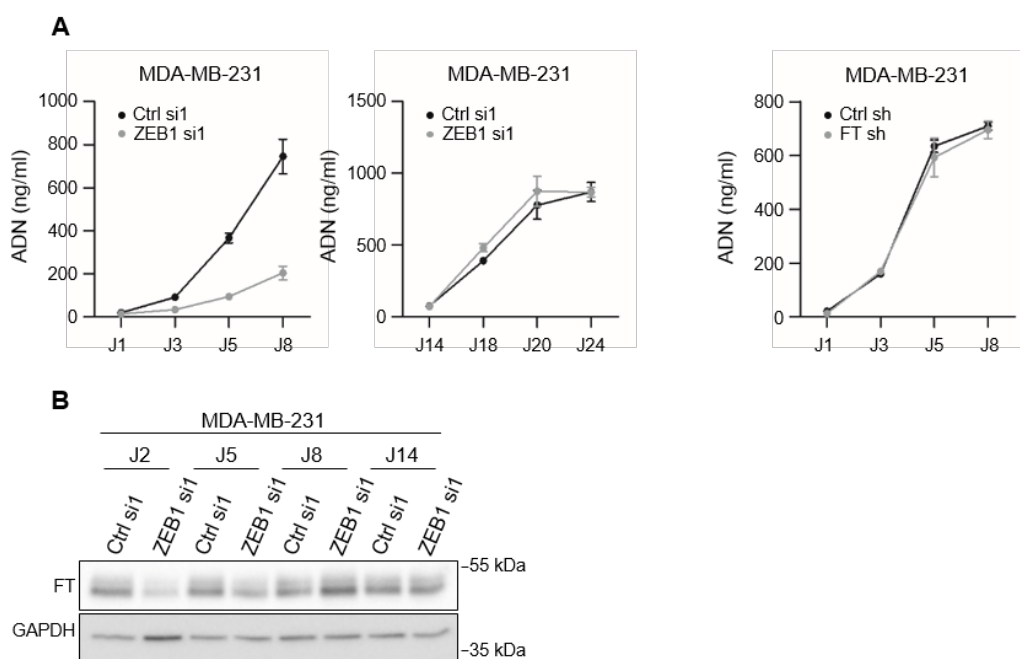 A
MDA-MB-231
1000
800
600
400
200
0
ADN (ng/ml)
Ctrl si1
ZEB1 si1
J1 J3 J5 J8
MDA-MB-231
1500
1000
500
0
ADN (ng/ml)
Ctrl si1
ZEB1 si1
J14 J18 J20 J24
MDA-MB-231
800
600
400
200
0
ADN (ng/ml)
Ctrl sh
FT sh
J1 J3 J5 J8
B
MDA-MB-231
J2 J5 J8 J14
Ctrl si1 ZEB1 si1 Ctrl si1 ZEB1 si1 Ctrl si1 ZEB1 si1 Ctrl si1 ZEB1 si1
–55 kDa
FT
GAPDH
–35 kDa